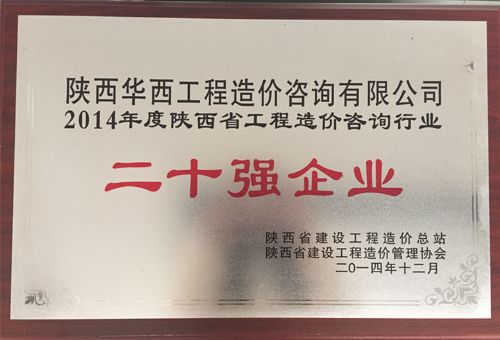 陕西华西工程造价咨询有限公司
2014年度陕西省工程造价咨询行业
二十强企业
陕西省建设工程造价总站
陕西省建设工程造价管理协会
二〇一四年十二月